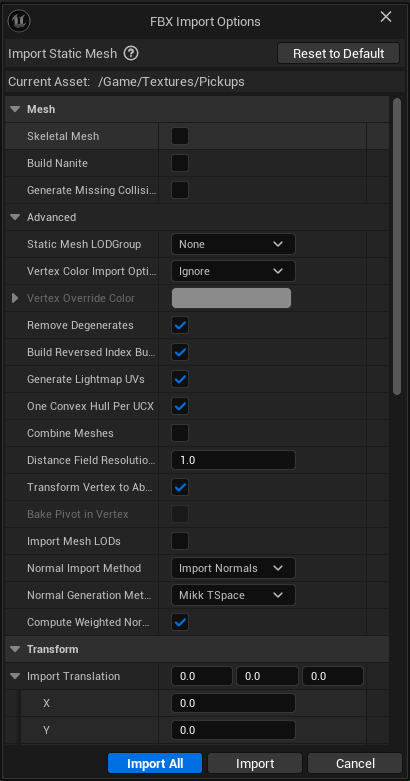 FBX Import Options
Import Static Mesh ?
Reset to Default
Current Asset: /Game/Textures/Pickups
Mesh
Skeletal Mesh
Build Nanite
Generate Missing Collisi...
Advanced
Static Mesh LODGroup None
Vertex Color Import Opti... Ignore
Vertex Override Color
Remove Degenerates
Build Reversed Index Bu...
Generate Lightmap UVs
One Convex Hull Per UCX
Combine Meshes
Distance Field Resolutio... 1.0
Transform Vertex to Ab...
Bake Pivot in Vertex
Import Mesh LODs
Normal Import Method Import Normals
Normal Generation Met... Mikk TSpace
Compute Weighted Nor...
Transform
Import Translation 0.0 0.0 0.0
X 0.0
Y 0.0
Import All Import Cancel